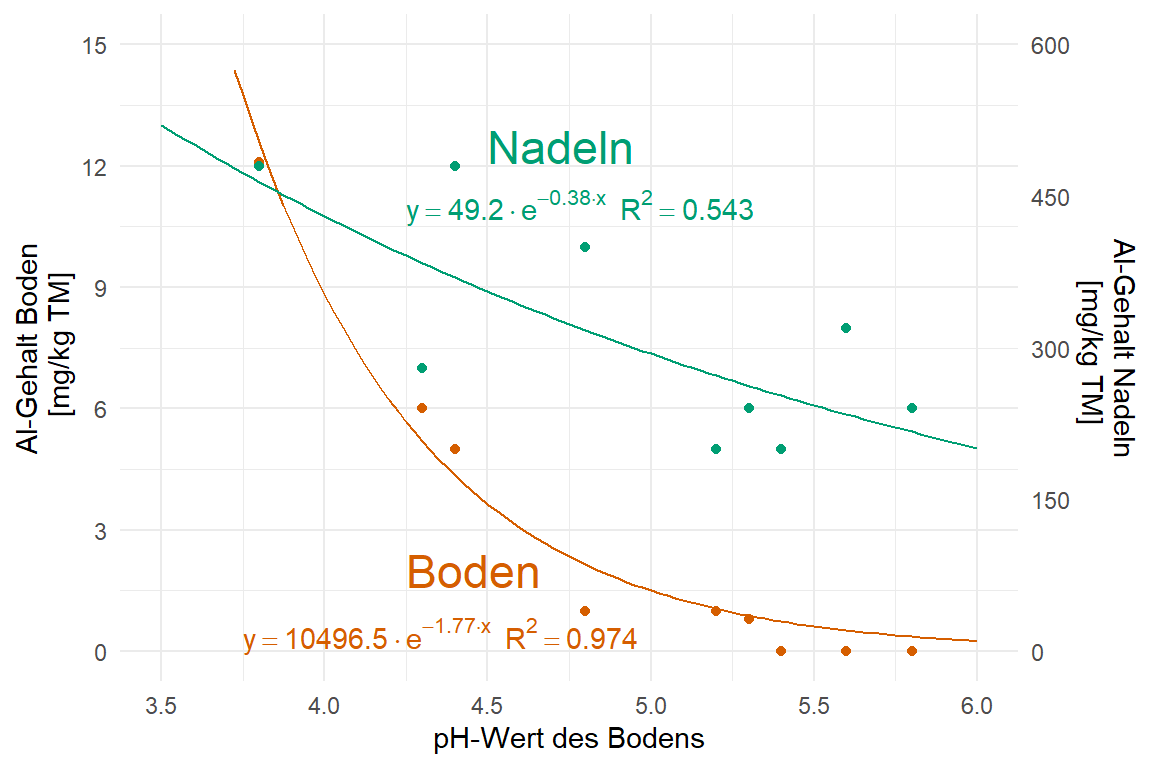 15
12
9
6
3
0
Al-Gehalt Boden
[mg/kg TM]
Nadeln
y = 49.2 · e^−0.38·x R² = 0.543
Boden
y = 10496.5 · e^−1.77·x R² = 0.974
600
450
300
150
0
Al-Gehalt Nadeln
[mg/kg TM]
3.5 4.0 4.5 5.0 5.5 6.0
pH-Wert des Bodens